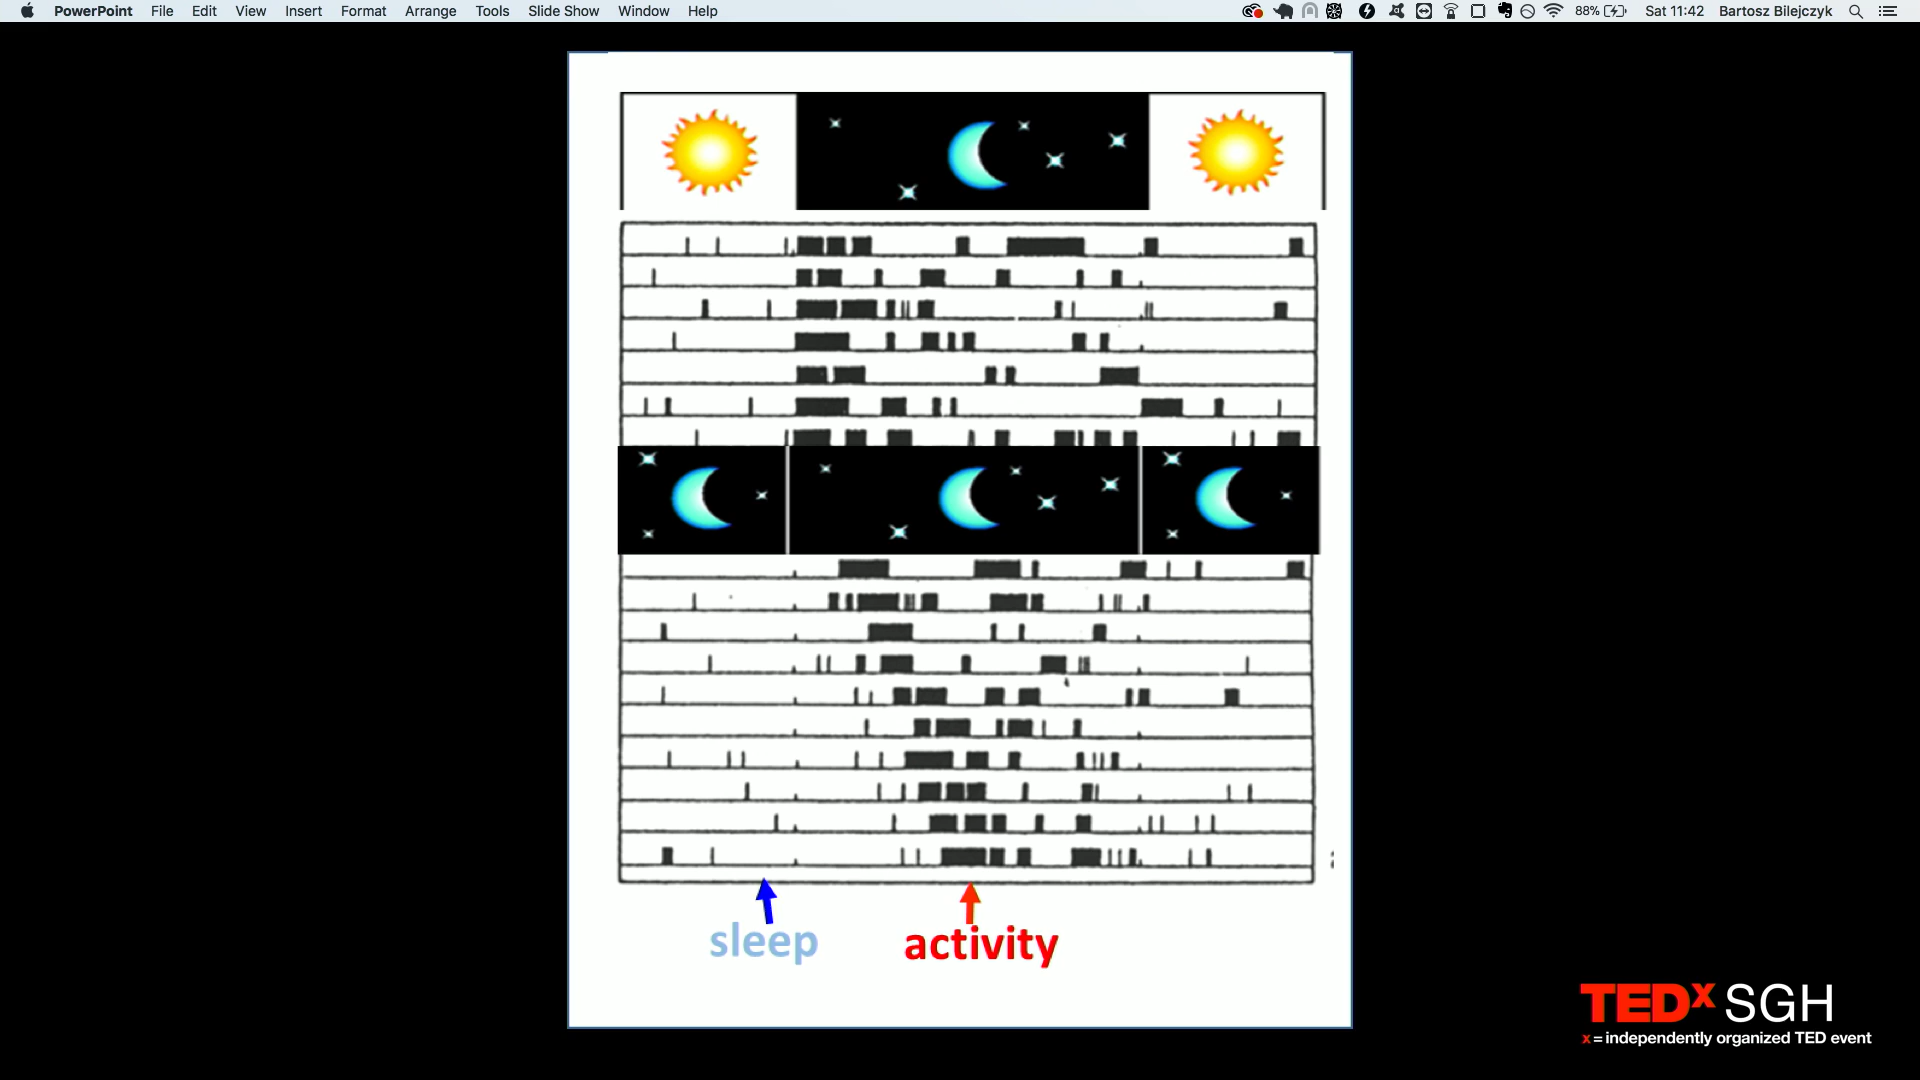 PowerPoint File Edit View Insert Format Arrange Tools Slide Show Window Help 88% Sat 11:42 Bartosz Bilejczyk
sleep
activity
TEDx SGH
x = independently organized TED event